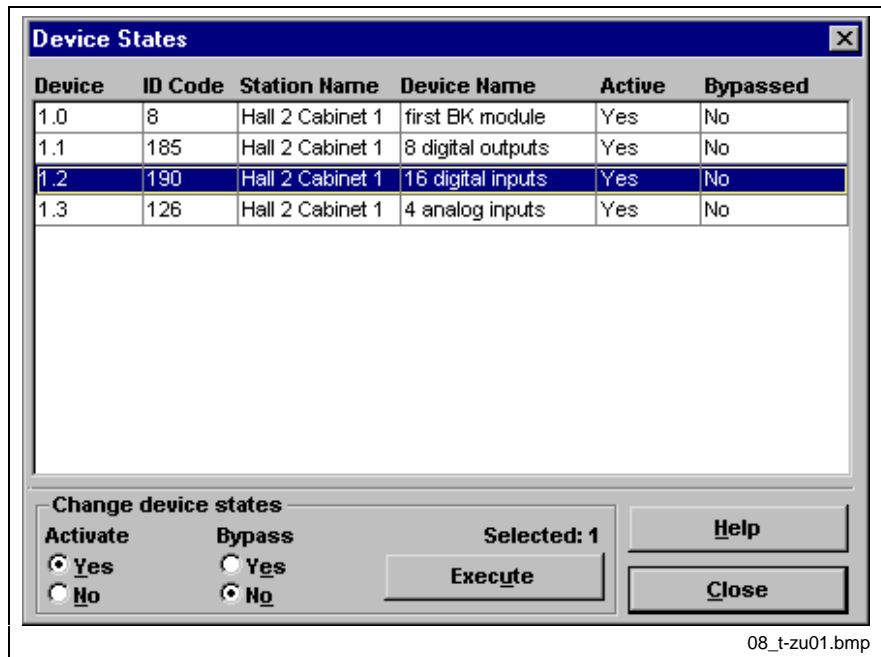 Device States
Device ID Code Station Name Device Name Active Bypassed
1.0 8 Hall 2 Cabinet 1 first BK module Yes No
1.1 185 Hall 2 Cabinet 1 8 digital outputs Yes No
1.2 190 Hall 2 Cabinet 1 16 digital inputs Yes No
1.3 126 Hall 2 Cabinet 1 4 analog inputs Yes No
Change device states
Activate Bypass Selected: 1 Help
Yes Yes Execute
No No Close
08_t-zu01.bmp